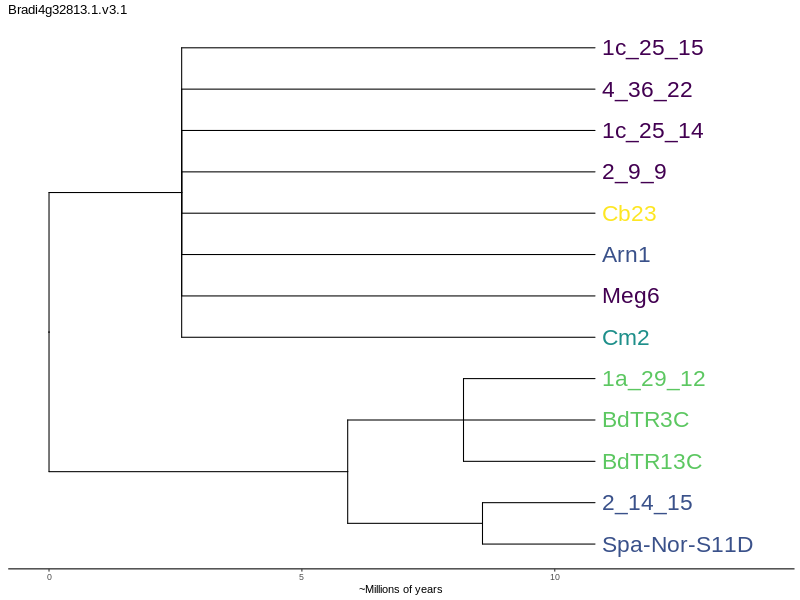 Bradi4g32813.1.v3.1
1c_25_15
4_36_22
1c_25_14
2_9_9
Cb23
Arn1
Meg6
Cm2
1a_29_12
BdTR3C
BdTR13C
2_14_15
Spa-Nor-S11D
0 5 10
~Millions of years